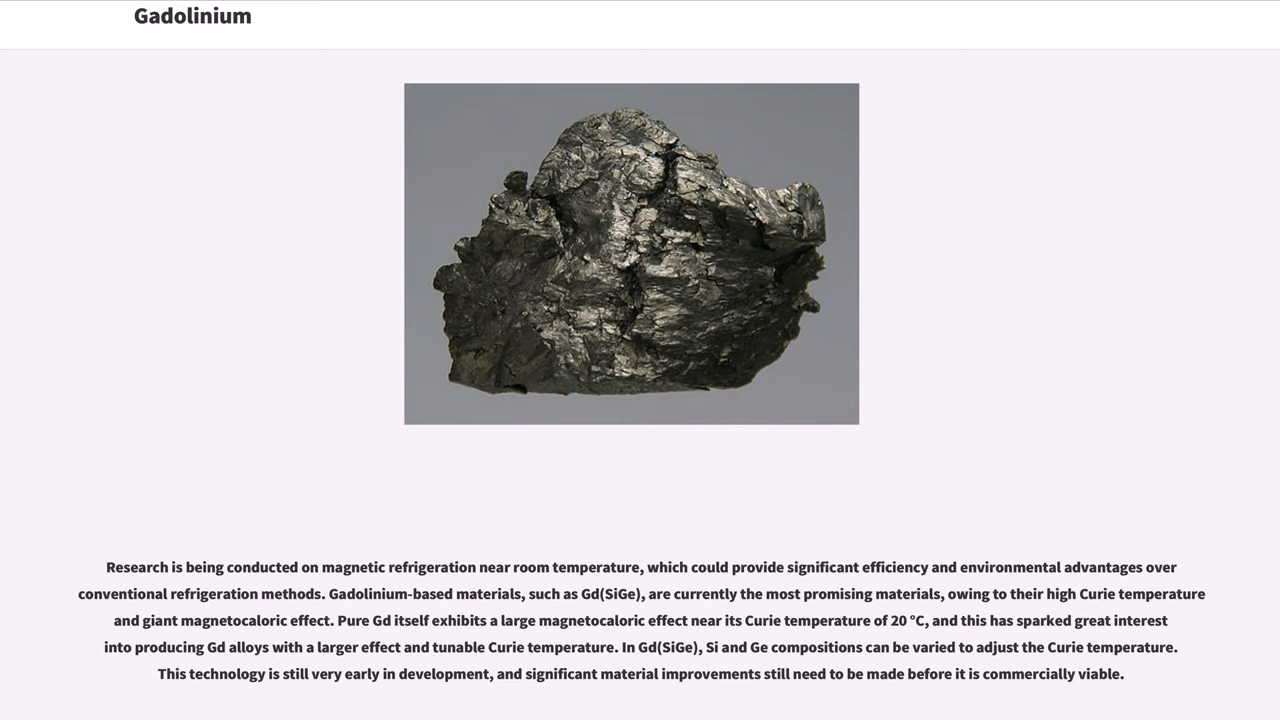 Gadolinium
Research is being conducted on magnetic refrigeration near room temperature, which could provide significant efficiency and environmental advantages over
conventional refrigeration methods. Gadolinium-based materials, such as Gd(SiGe), are currently the most promising materials, owing to their high Curie temperature
and giant magnetocaloric effect. Pure Gd itself exhibits a large magnetocaloric effect near its Curie temperature of 20 °C, and this has sparked great interest
into producing Gd alloys with a larger effect and tunable Curie temperature. In Gd(SiGe), Si and Ge compositions can be varied to adjust the Curie temperature.
This technology is still very early in development, and significant material improvements still need to be made before it is commercially viable.